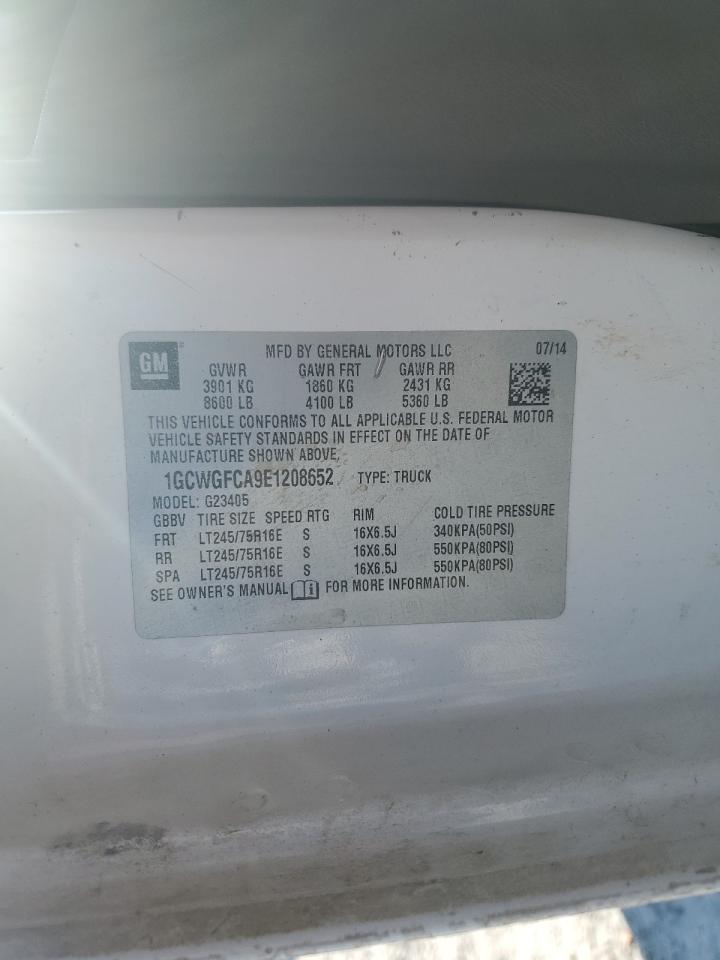 GM
MFD BY GENERAL MOTORS LLC 07/14
GVWR GAWR FRT GAWR RR
3901 KG 1860 KG 2431 KG
8600 LB 4100 LB 5360 LB
THIS VEHICLE CONFORMS TO ALL APPLICABLE U.S. FEDERAL MOTOR
VEHICLE SAFETY STANDARDS IN EFFECT ON THE DATE OF
MANUFACTURE SHOWN ABOVE.
1GCWGFCA9E1208652 TYPE: TRUCK
MODEL: G23405
GBBV TIRE SIZE SPEED RTG RIM COLD TIRE PRESSURE
FRT LT245/75R16E S 16X6.5J 340KPA(50PSI)
RR LT245/75R16E S 16X6.5J 550KPA(80PSI)
SPA LT245/75R16E S 16X6.5J 550KPA(80PSI)
SEE OWNER'S MANUAL FOR MORE INFORMATION.